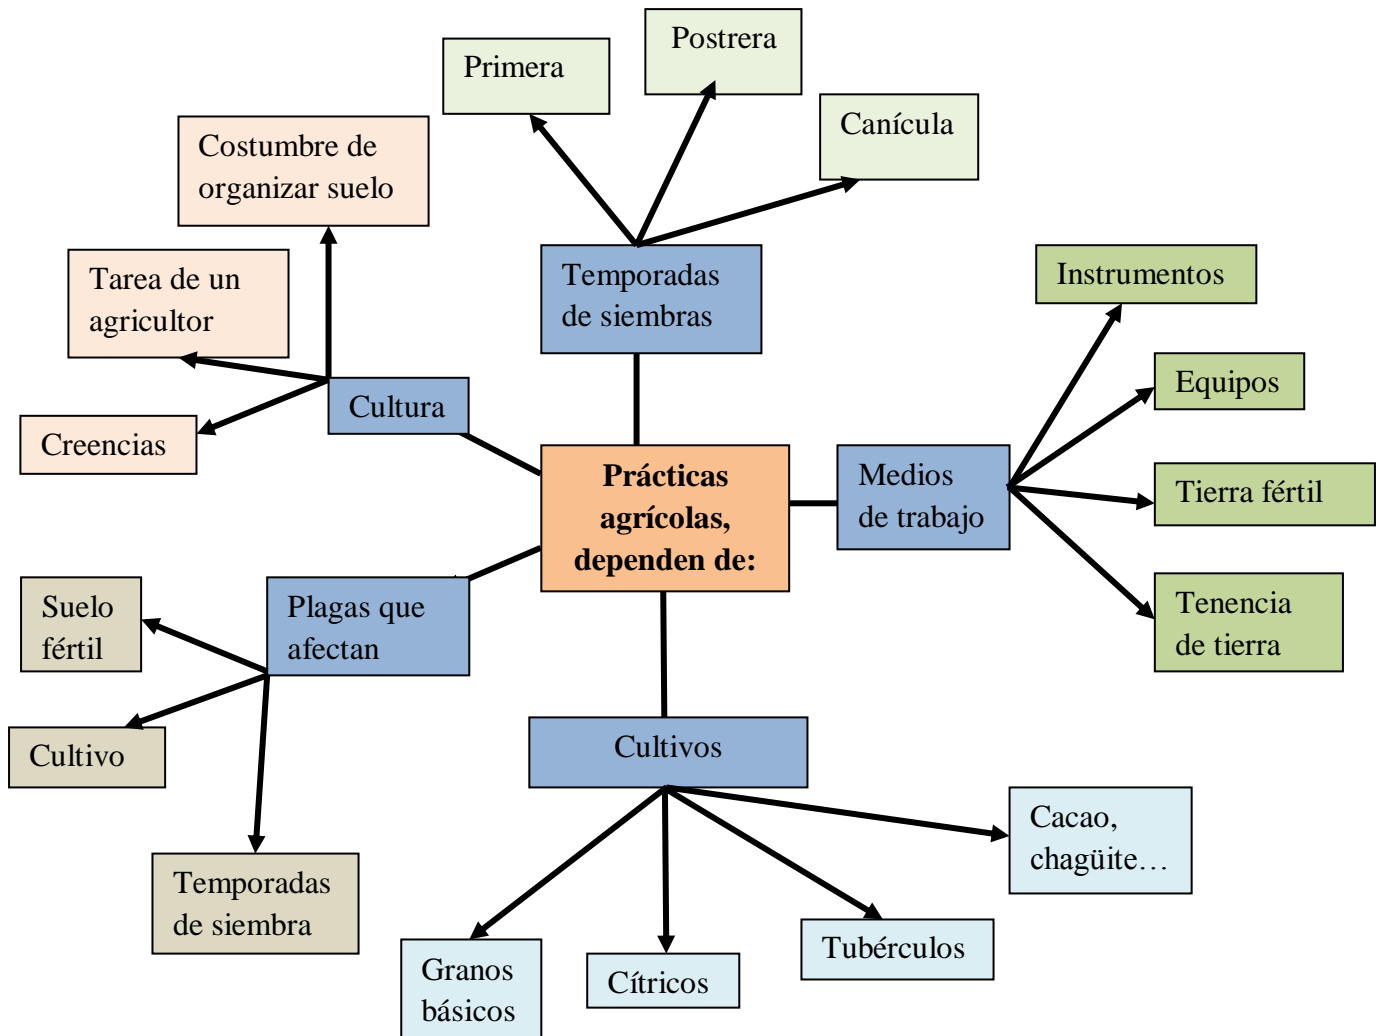 Postrera
Primera
Canícula
Costumbre de
organizar suelo
Tarea de un
agricultor
Creencias
Cultura
Temporadas
de siembras
Instrumentos
Equipos
Tierra fértil
Tenencia
de tierra
Medios
de trabajo
Prácticas
agrícolas,
dependen de:
Plagas que
afectan
Suelo
fértil
Cultivo
Temporadas
de siembra
Cultivos
Cacao,
chagüite…
Tubérculos
Cítricos
Granos
básicos